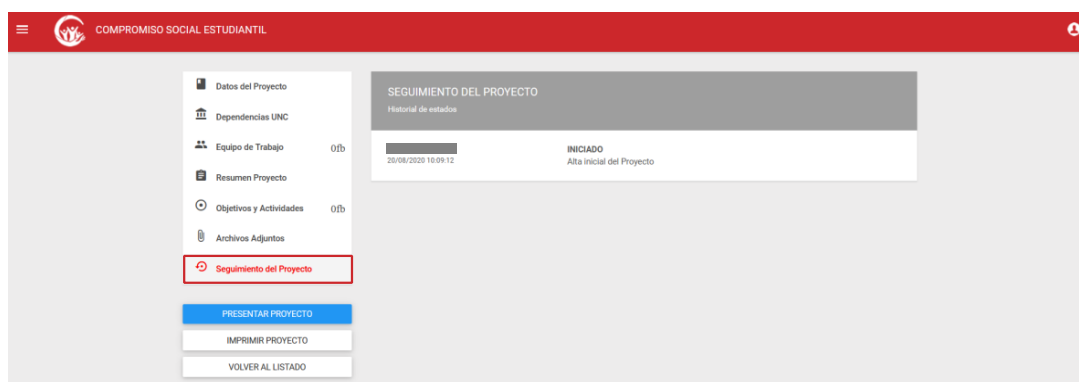 COMPROMISO SOCIAL ESTUDIANTIL
Datos del Proyecto
Dependencias UNC
Equipo de Trabajo 0fb
Resumen Proyecto
Objetivos y Actividades 0fb
Archivos Adjuntos
Seguimiento del Proyecto
PRESENTAR PROYECTO
IMPRIMIR PROYECTO
VOLVER AL LISTADO
SEGUIMIENTO DEL PROYECTO
Historial de estados
20/08/2020 10:09:12
INICIADO
Alta inicial del Proyecto